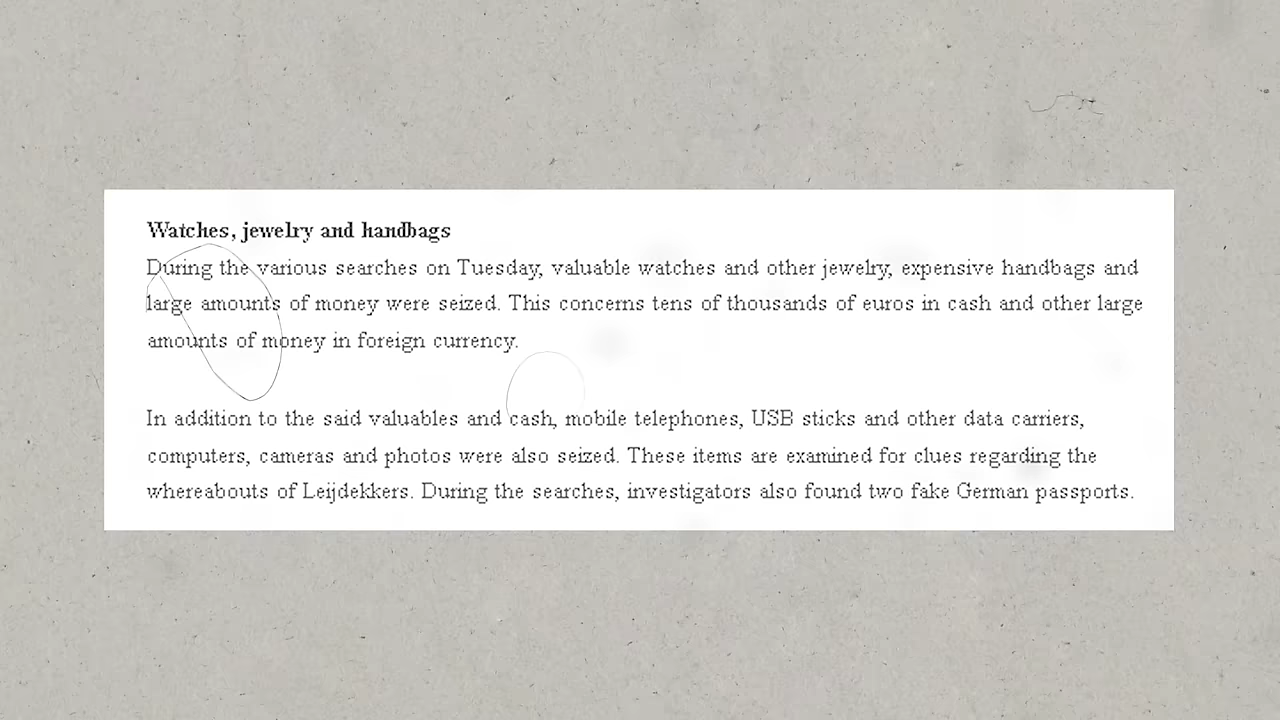 Watches, jewelry and handbags
During the various searches on Tuesday, valuable watches and other jewelry, expensive handbags and
large amounts of money were seized. This concerns tens of thousands of euros in cash and other large
amounts of money in foreign currency.
In addition to the said valuables and cash, mobile telephones, USB sticks and other data carriers,
computers, cameras and photos were also seized. These items are examined for clues regarding the
whereabouts of Leijdekkers. During the searches, investigators also found two fake German passports.